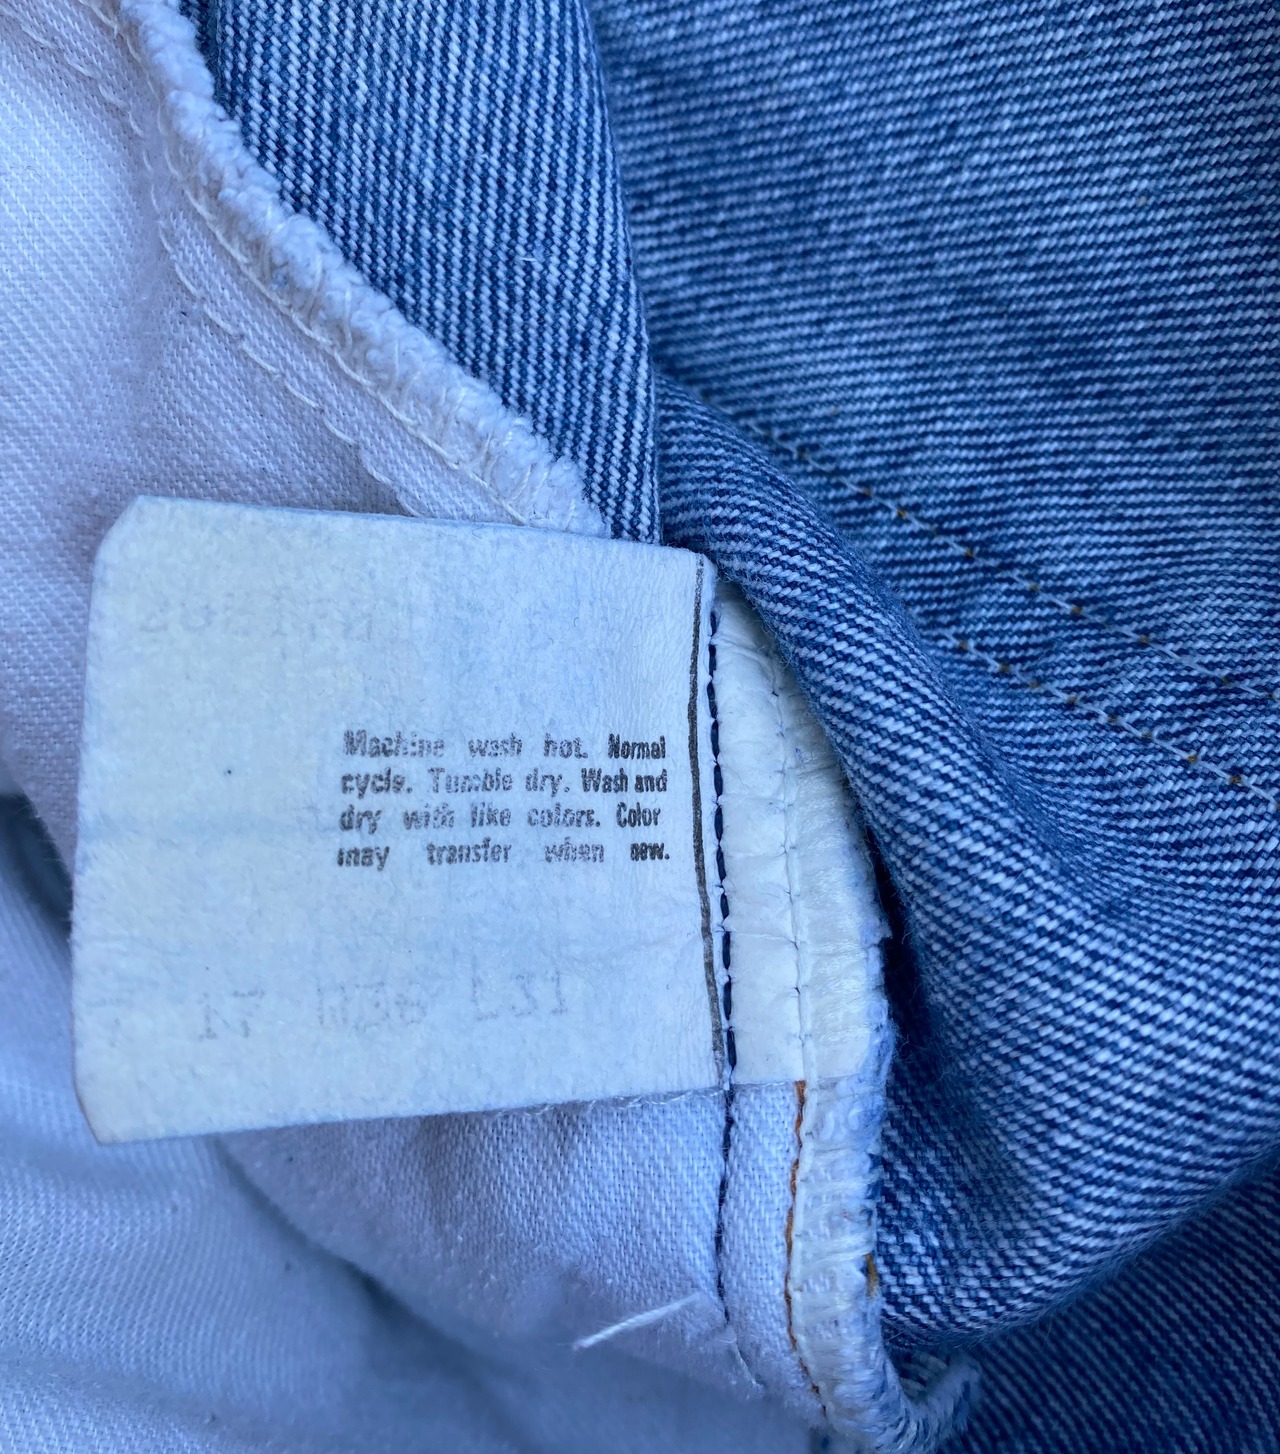 Machine wash hot. Normal
cycle. Tumble dry. Wash and
dry with like colors. Color
may transfer when new.